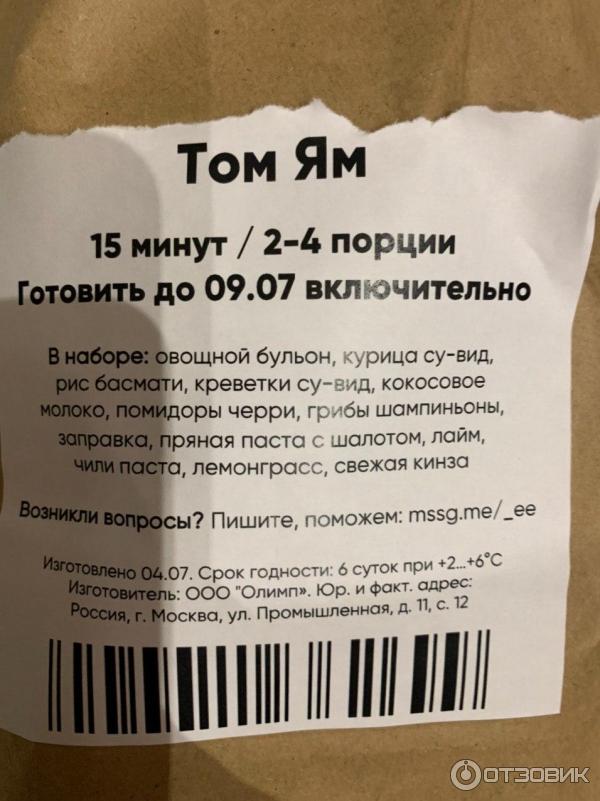 Том Ям
15 минут / 2-4 порции
Готовить до 09.07 включительно
В наборе: овощной бульон, курица су-вид,
рис басмати, креветки су-вид, кокосовое
молоко, помидоры черри, грибы шампиньоны,
заправка, пряная паста с шалотом, лайм,
чили паста, лемонграсс, свежая кинза
Возникли вопросы? Пишите, поможем: mssg.me/_ee
Изготовлено 04.07. Срок годности: 6 суток при +2...+6°C
Изготовитель: ООО "Олимп». Юр. и факт. адрес:
Россия, г. Москва, ул. Промышленная, д. 11, с. 12
ОТЗОВИК